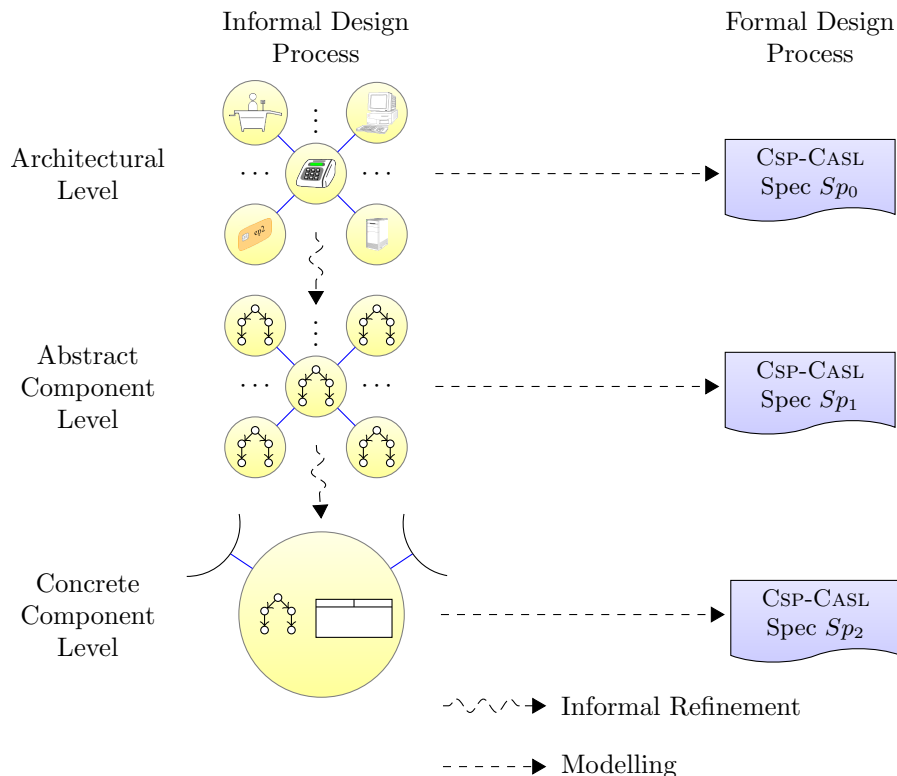 Informal Design
Process
Formal Design
Process
Architectural
Level
ep2
CSP-CASL
Spec Sp₀
Abstract
Component
Level
CSP-CASL
Spec Sp₁
Concrete
Component
Level
CSP-CASL
Spec Sp₂
Informal Refinement
Modelling